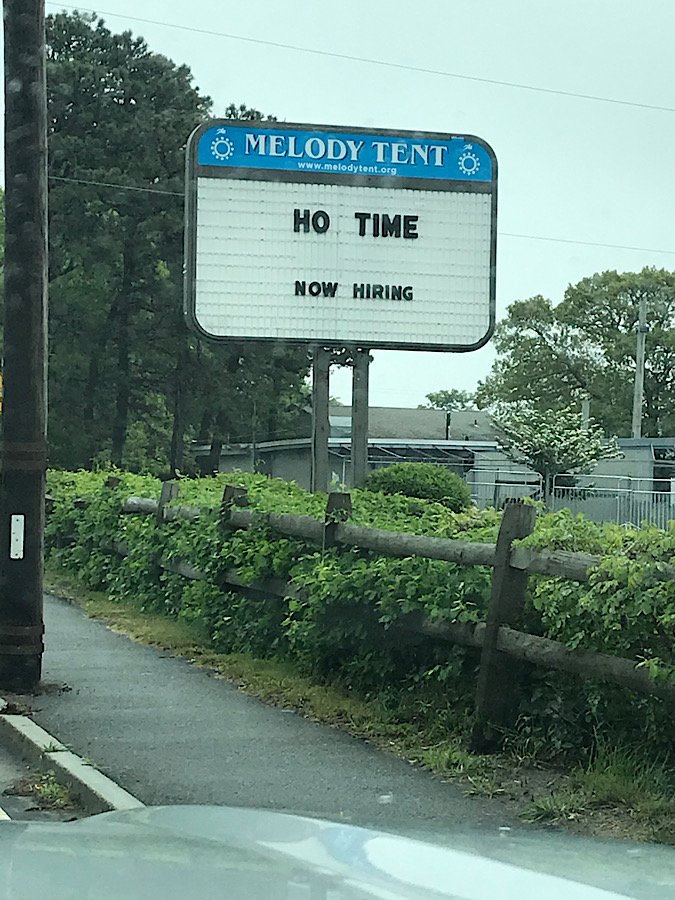 MELODY TENT
www.melodytent.org
HO TIME
NOW HIRING